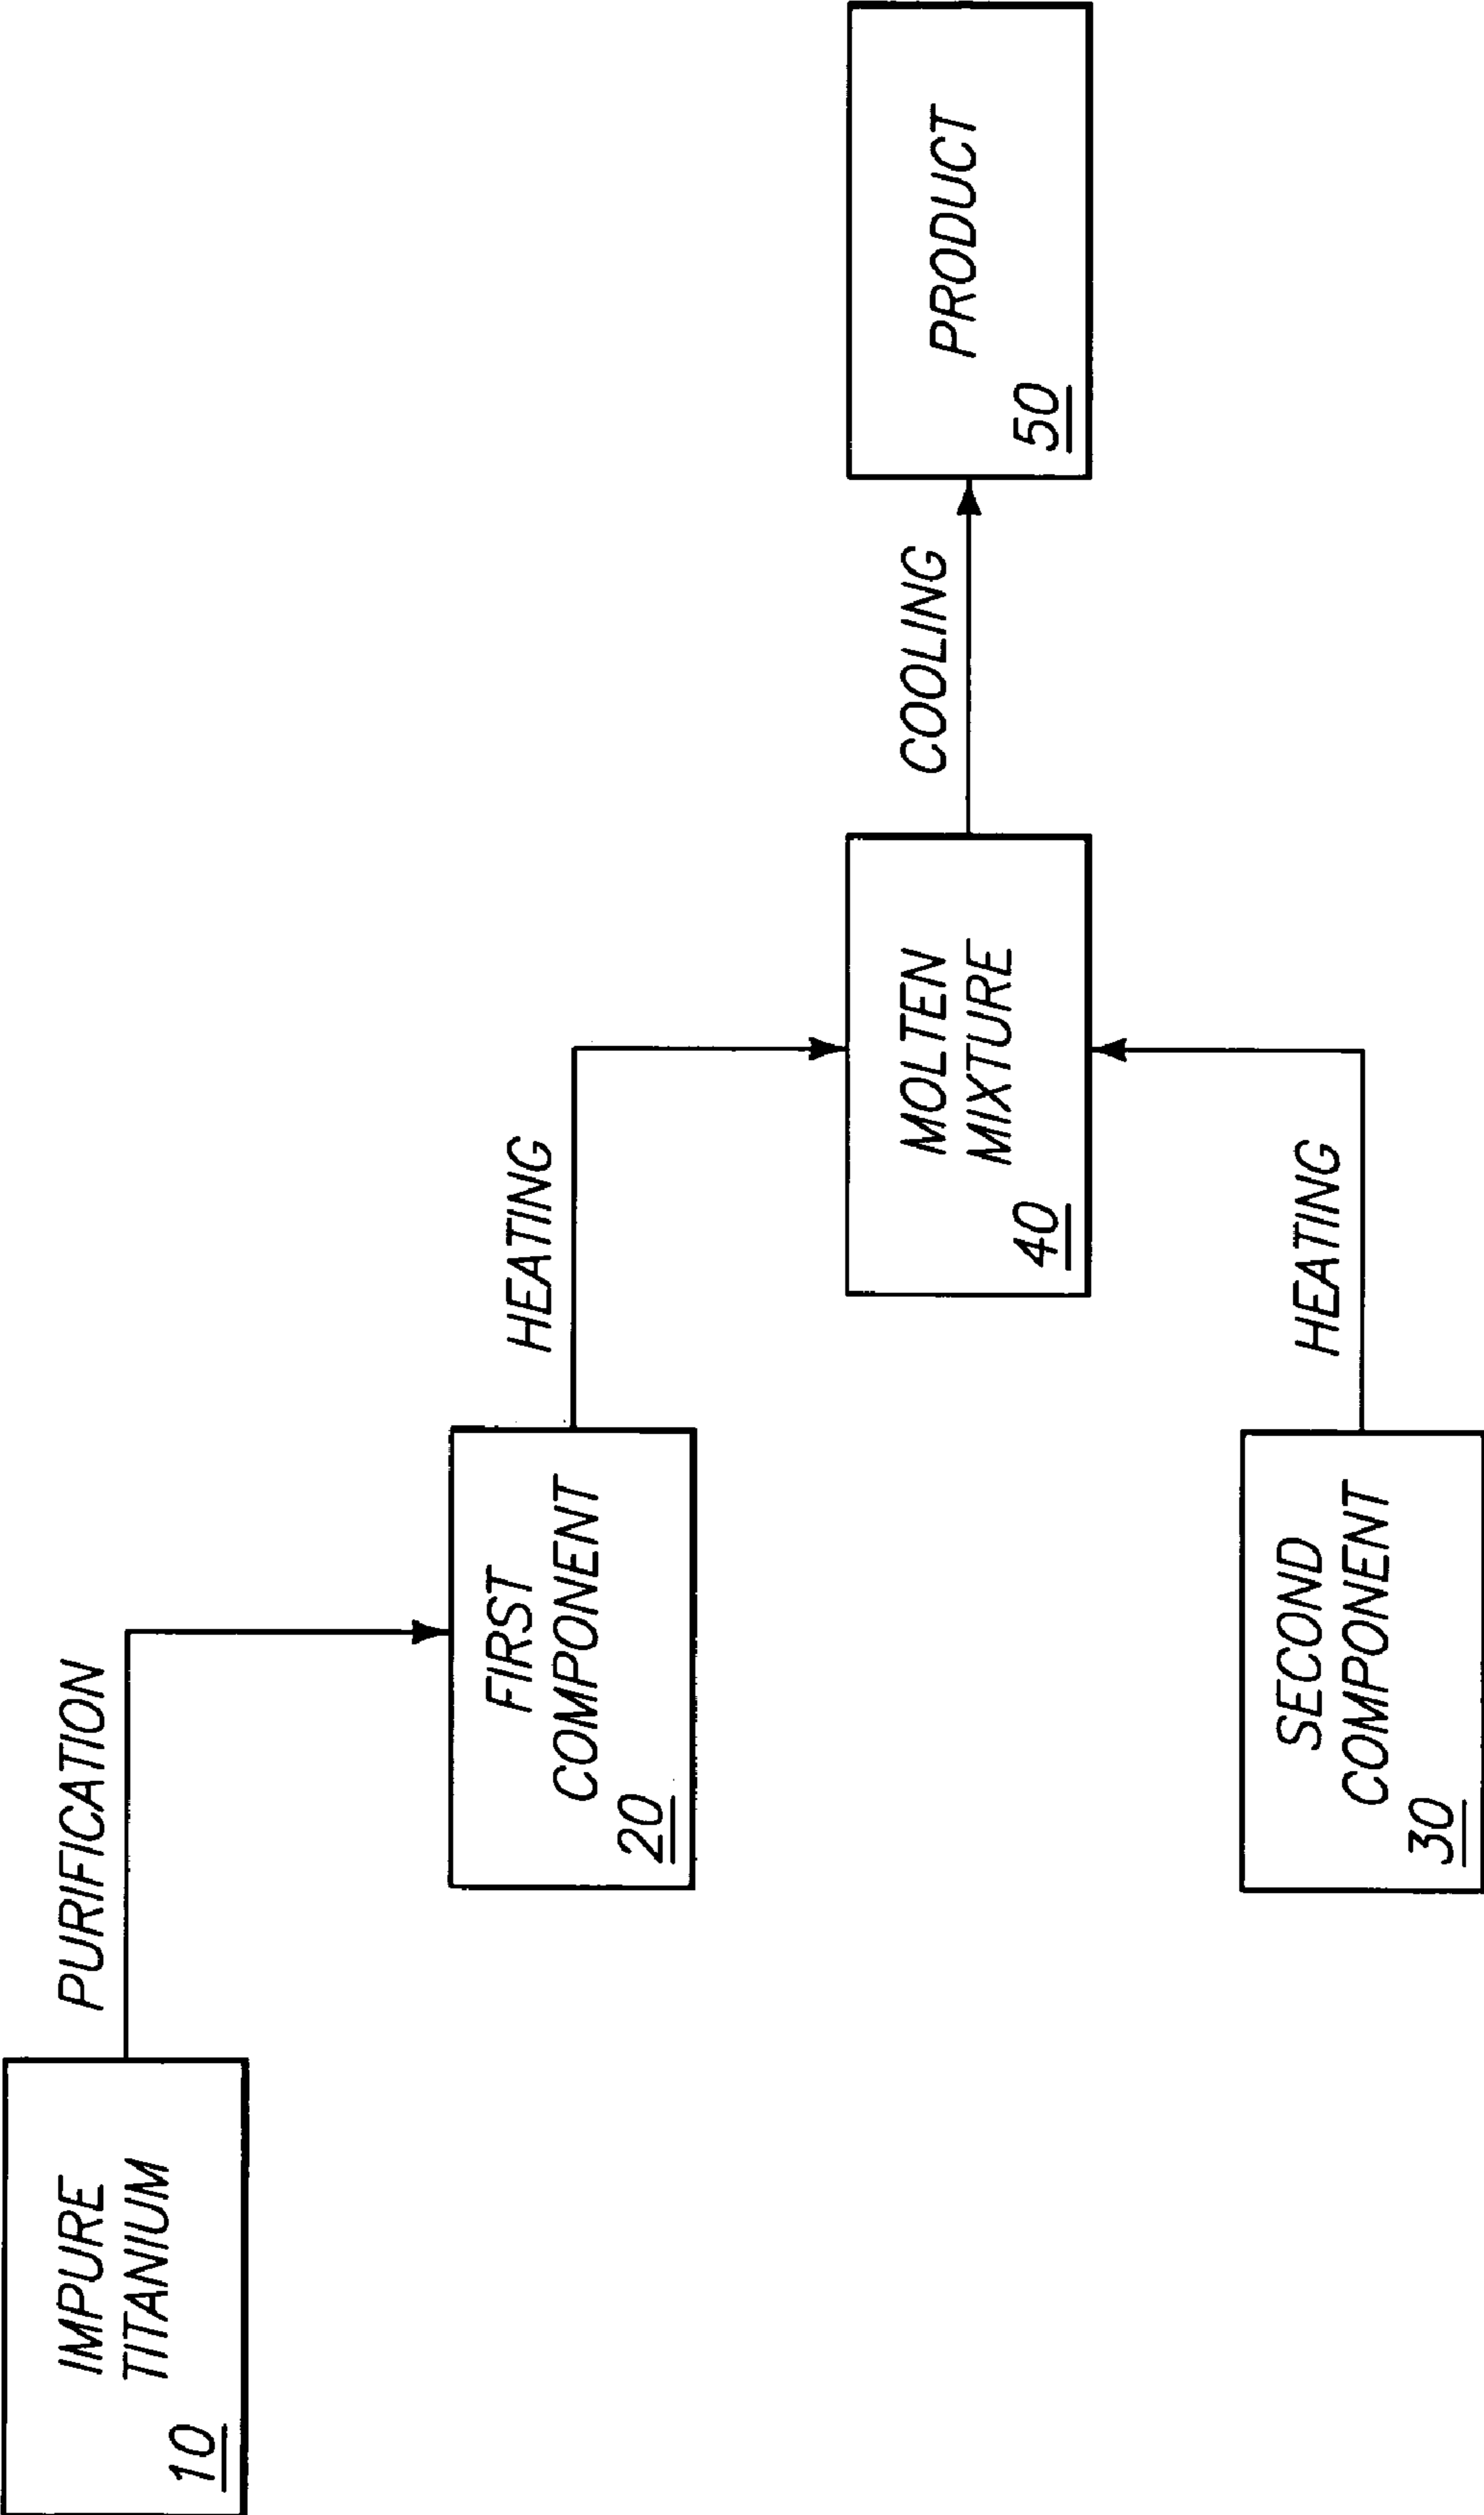 IMPURE
TITANIUM
10
PURIFICATION
FIRST
COMPONENT
20
HEATING
SECOND
COMPONENT
30
HEATING
MOLTEN
MIXTURE
40
COOLING
PRODUCT
50